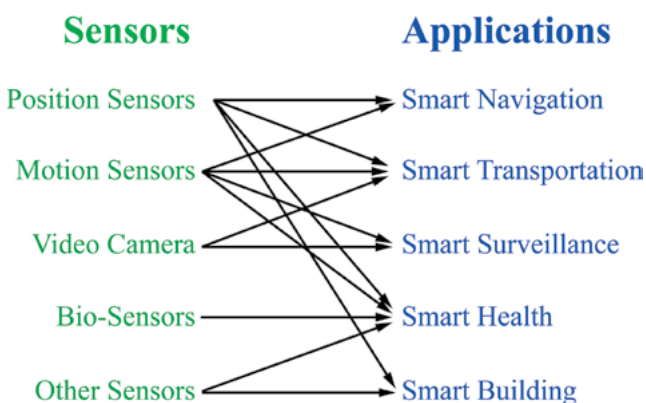 Sensors Applications
Position Sensors Smart Navigation
Motion Sensors Smart Transportation
Video Camera Smart Surveillance
Bio-Sensors Smart Health
Other Sensors Smart Building